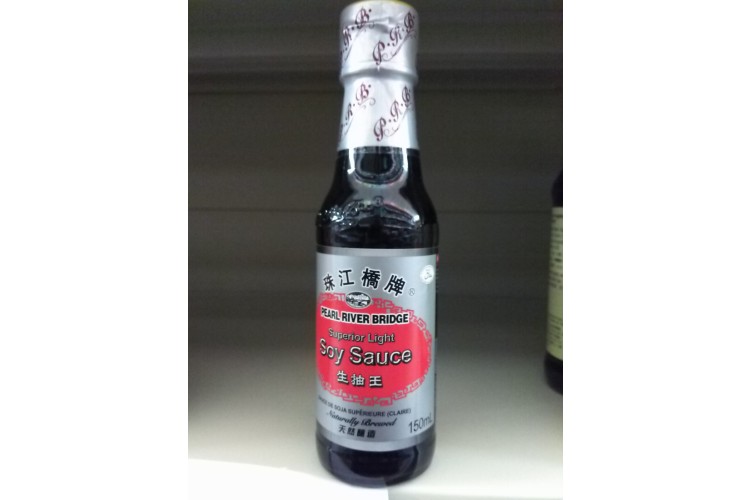 P.R.B.
P.R.B.
珠江橋牌®
PEARL RIVER BRIDGE
Superior Light
Soy Sauce
生抽王
DE SOJA SUPÉRIEURE (CLAIRE)
Naturally Brewed
天然釀造
150mL